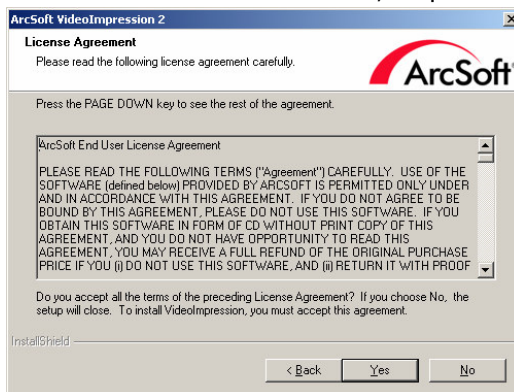 ArcSoft VideoImpression 2
License Agreement
Please read the following license agreement carefully.
ArcSoft
Press the PAGE DOWN key to see the rest of the agreement.
ArcSoft End User License Agreement
PLEASE READ THE FOLLOWING TERMS ("Agreement") CAREFULLY. USE OF THE
SOFTWARE (defined below) PROVIDED BY ARCSOFT IS PERMITTED ONLY UNDER
AND IN ACCORDANCE WITH THIS AGREEMENT. IF YOU DO NOT AGREE TO BE
BOUND BY THIS AGREEMENT, PLEASE DO NOT USE THIS SOFTWARE. IF YOU
OBTAIN THIS SOFTWARE IN FORM OF CD WITHOUT PRINT COPY OF THIS
AGREEMENT, AND YOU DO NOT HAVE OPPORTUNITY TO READ THIS
AGREEMENT, YOU MAY RECEIVE A FULL REFUND OF THE ORIGINAL PURCHASE
PRICE IF YOU (i) DO NOT USE THIS SOFTWARE, AND (ii) RETURN IT WITH PROOF
Do you accept all the terms of the preceding License Agreement? If you choose No, the
setup will close. To install VideoImpression, you must accept this agreement.
InstallShield
< Back
Yes
No